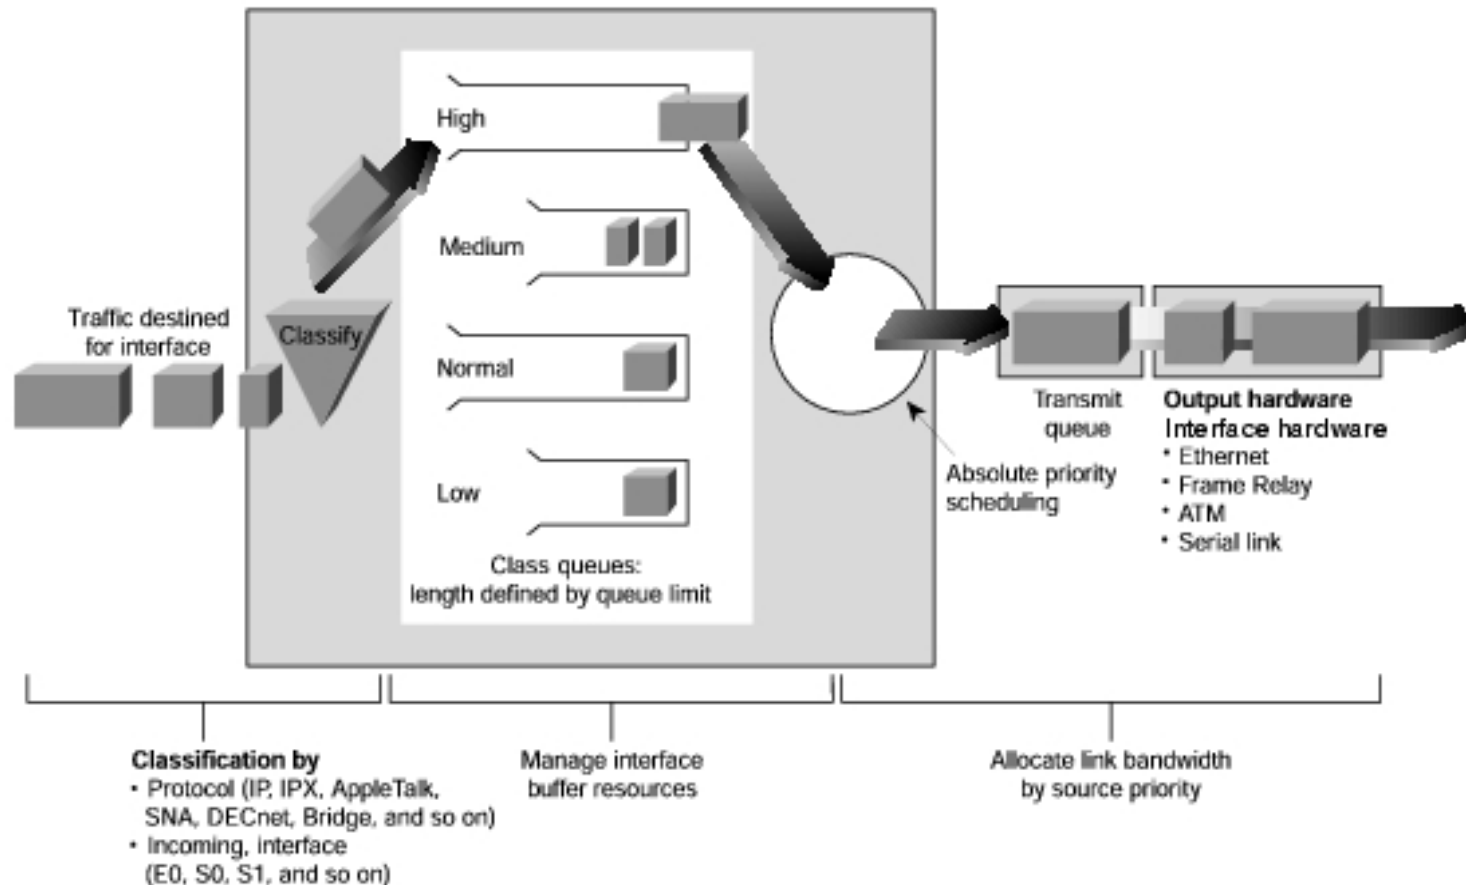 High
Medium
Normal
Low
Class queues:
length defined by queue limit
Traffic destined
for interface
Classify
Absolute priority
scheduling
Transmit
queue
Output hardware
Interface hardware
• Ethernet
• Frame Relay
• ATM
• Serial link
Classification by
• Protocol (IP, IPX, AppleTalk,
SNA, DECnet, Bridge, and so on)
• Incoming, interface
(E0, S0, S1, and so on)
Manage interface
buffer resources
Allocate link bandwidth
by source priority